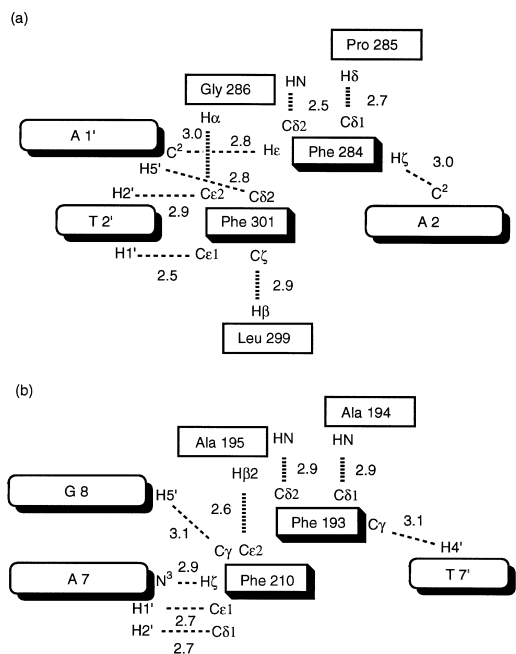 (a)
Pro 285
Gly 286 HN Hδ
Hα 2.5 2.7
3.0 Cδ2 Cδ1
A 1' C2 2.8 Hε Phe 284 Hζ 3.0
H5' 2.8 C2
H2' Cε2 Cδ2
2.9
T 2' Phe 301 A 2
H1' Cε1 Cζ
2.5
2.9
Hβ
Leu 299
(b)
Ala 194
Ala 195 HN HN
Hβ2 2.9 2.9
G 8 H5' 2.6 Cδ2 Cδ1
Phe 193 Cγ 3.1
3.1 H4'
Cγ Cε2
A 7 N3 2.9 Hζ Phe 210 T 7'
H1' Cε1
2.7
H2' Cδ1
2.7